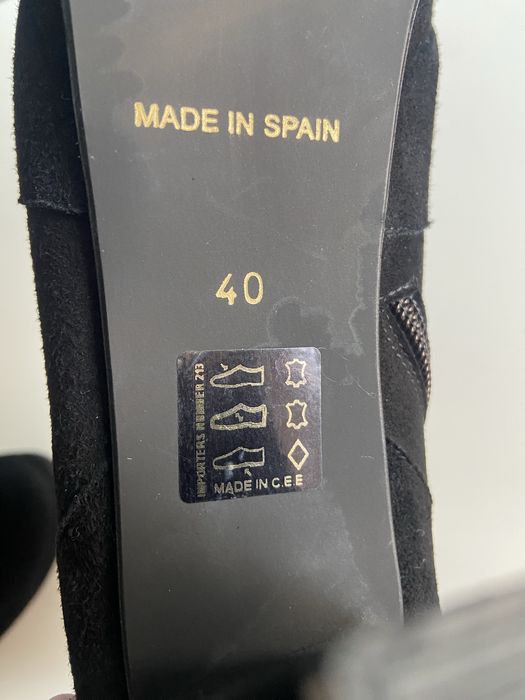 MADE IN SPAIN
40
IMPORTERS NUMBER 213
MADE IN C.E E